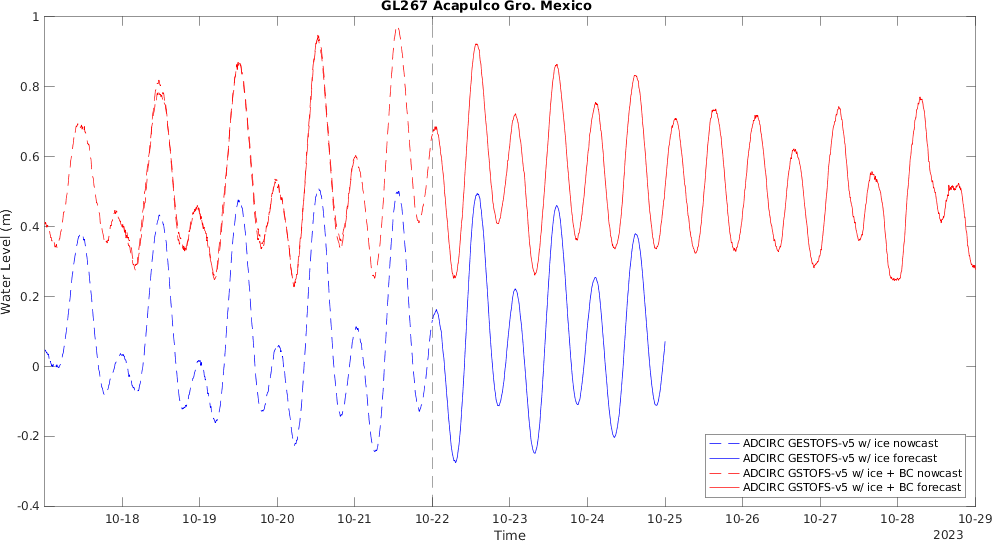 GL267 Acapulco Gro. Mexico
1
0.8
0.6
0.4
0.2
0
-0.2
-0.4
Water Level (m)
ADCIRC GESTOFS-v5 w/ ice nowcast
ADCIRC GESTOFS-v5 w/ ice forecast
ADCIRC GSTOFS-v5 w/ ice + BC nowcast
ADCIRC GSTOFS-v5 w/ ice + BC forecast
10-18 10-19 10-20 10-21 10-22 10-23 10-24 10-25 10-26 10-27 10-28 10-29
Time
2023